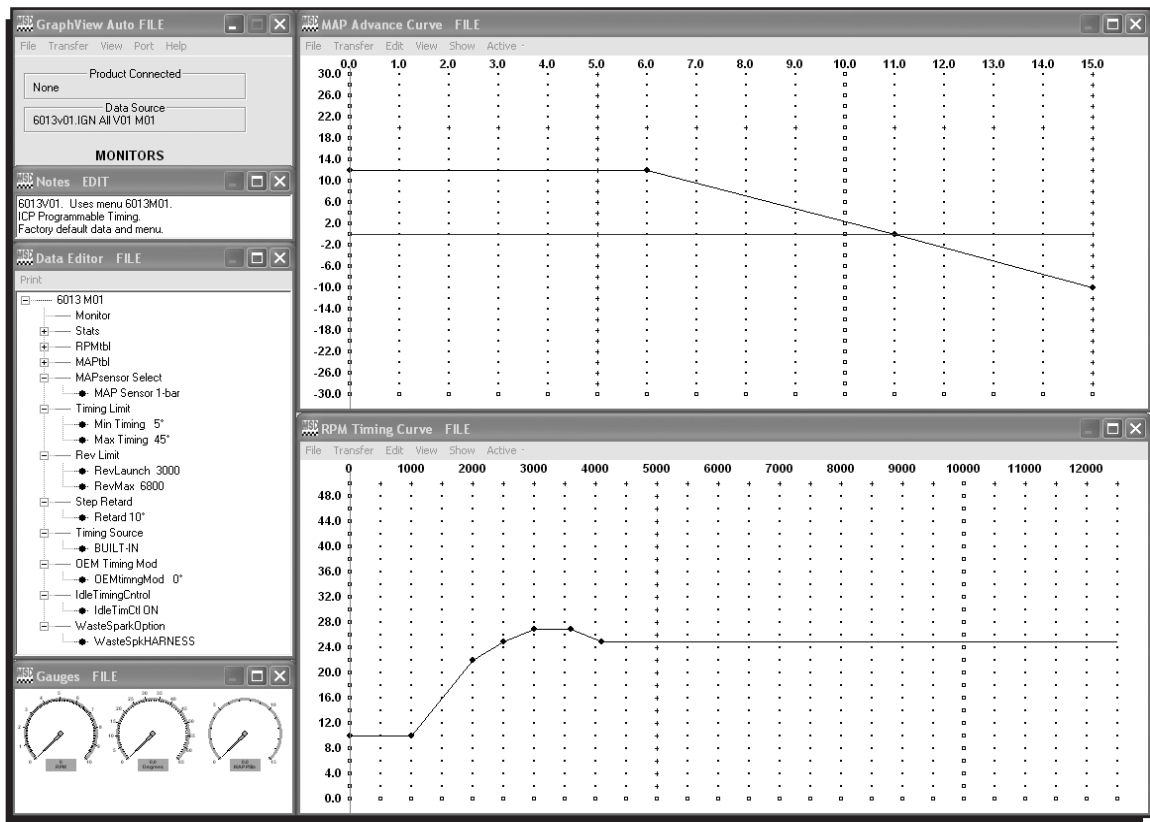 GraphView Auto FILE
File Transfer View Port Help
Product Connected
None
Data Source
6013v01.IGN All V01 M01
MONITORS
Notes EDIT
6013V01. Uses menu 6013M01.
ICP Programmable Timing.
Factory default data and menu.
Data Editor FILE
Print
6013 M01
Monitor
Stats
RPMtbl
MAPtbl
MAPsensor Select
MAP Sensor 1-bar
Timing Limit
Min Timing 5°
Max Timing 45°
Rev Limit
RevLaunch 3000
RevMax 6800
Step Retard
Retard 10°
Timing Source
BUILT-IN
OEM Timing Mod
OEMtimngMod 0°
IdleTimingCntrol
IdleTimCtl ON
WasteSparkOption
WasteSpkHARNESS
Gauges FILE
RPM
Degrees
MAP PSIa
MAP Advance Curve FILE
File Transfer Edit View Show Active -
0.0 1.0 2.0 3.0 4.0 5.0 6.0 7.0 8.0 9.0 10.0 11.0 12.0 13.0 14.0 15.0
30.0
26.0
22.0
18.0
14.0
10.0
6.0
2.0
-2.0
-6.0
-10.0
-14.0
-18.0
-22.0
-26.0
-30.0
RPM Timing Curve FILE
File Transfer Edit View Show Active -
0 1000 2000 3000 4000 5000 6000 7000 8000 9000 10000 11000 12000
48.0
44.0
40.0
36.0
32.0
28.0
24.0
20.0
16.0
12.0
8.0
4.0
0.0